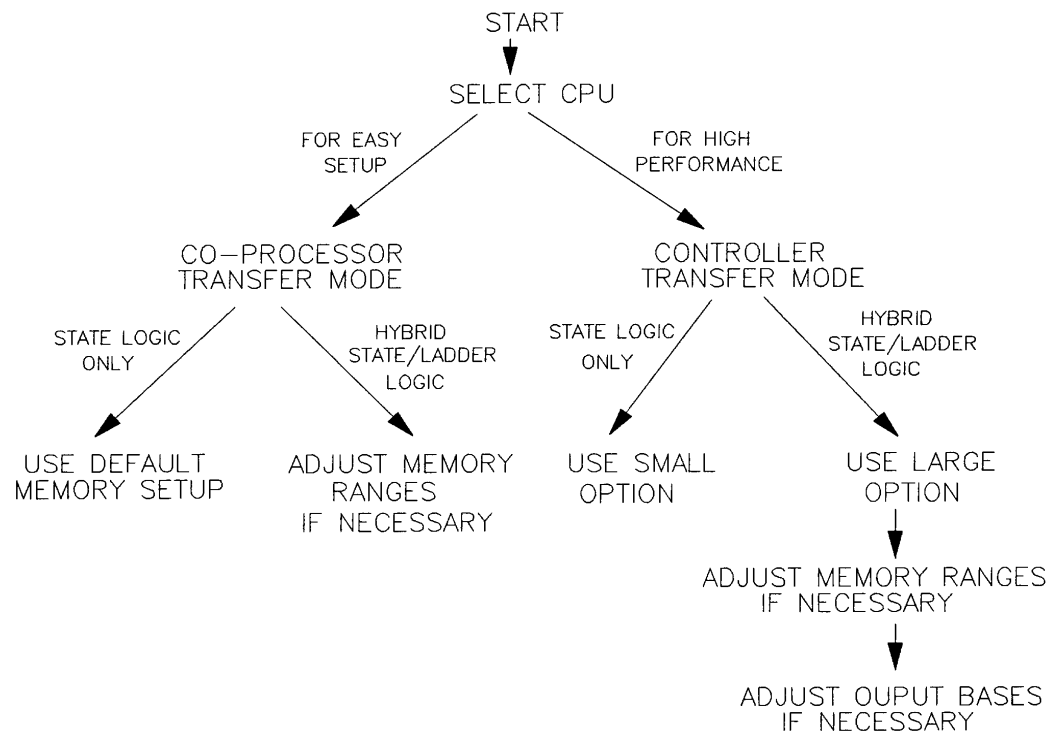 START
SELECT CPU
FOR EASY
SETUP
FOR HIGH
PERFORMANCE
CO-PROCESSOR
TRANSFER MODE
CONTROLLER
TRANSFER MODE
STATE LOGIC
ONLY
HYBRID
STATE/LADDER
LOGIC
STATE LOGIC
ONLY
HYBRID
STATE/LADDER
LOGIC
USE DEFAULT
MEMORY SETUP
ADJUST MEMORY
RANGES
IF NECESSARY
USE SMALL
OPTION
USE LARGE
OPTION
ADJUST MEMORY RANGES
IF NECESSARY
ADJUST OUPUT BASES
IF NECESSARY